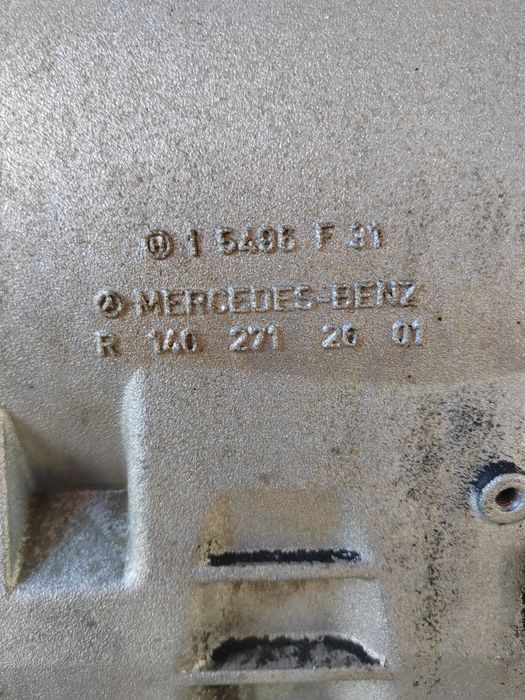 1 5496 F 31
MERCEDES-BENZ
R 140 271 26 01